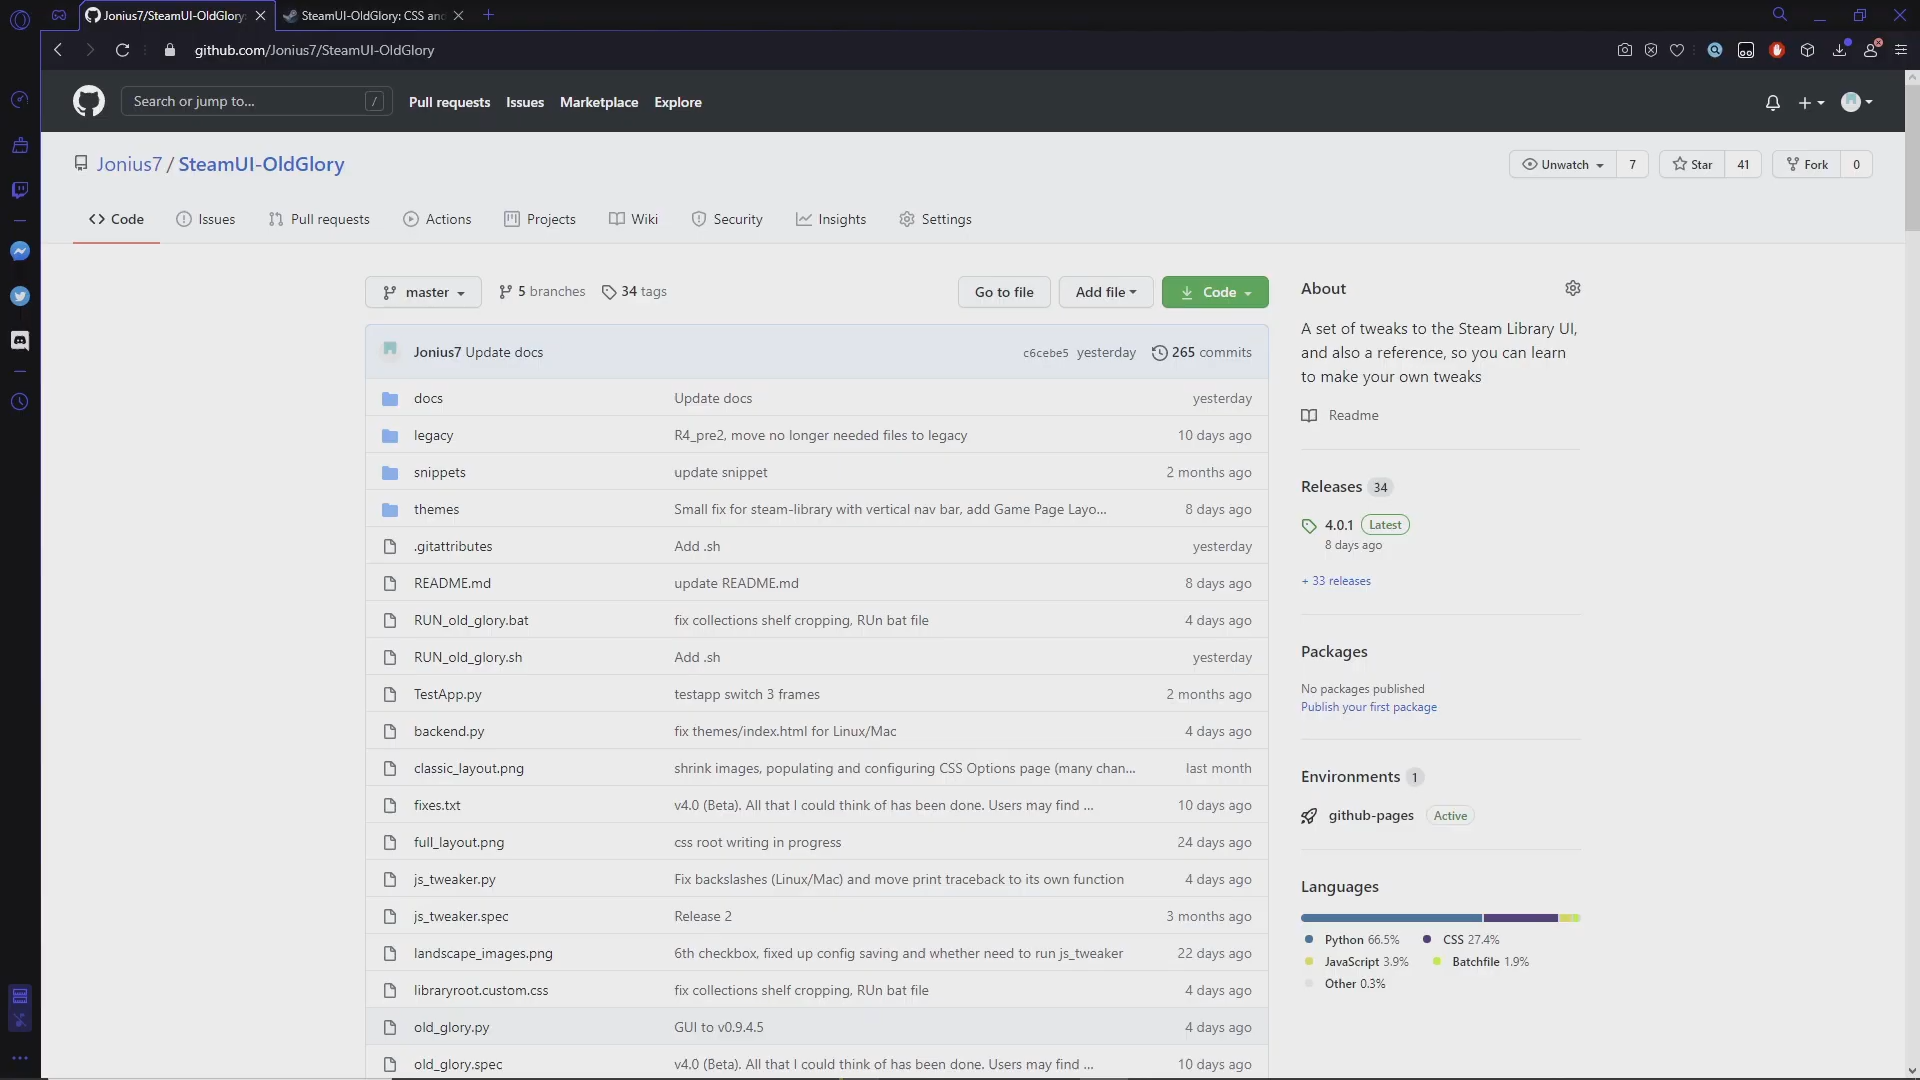 Jonius7/SteamUI-OldGlory:
SteamUI-OldGlory: CSS and
github.com/Jonius7/SteamUI-OldGlory
Search or jump to...
/
Pull requests
Issues
Marketplace
Explore
Jonius7 / SteamUI-OldGlory
Unwatch
7
Star
41
Fork
0
Code
Issues
Pull requests
Actions
Projects
Wiki
Security
Insights
Settings
master
5 branches
34 tags
Go to file
Add file
Code
Jonius7 Update docs
c6cebe5 yesterday
265 commits
docs
Update docs
yesterday
legacy
R4_pre2, move no longer needed files to legacy
10 days ago
snippets
update snippet
2 months ago
themes
Small fix for steam-library with vertical nav bar, add Game Page Layo...
8 days ago
.gitattributes
Add .sh
yesterday
README.md
update README.md
8 days ago
RUN_old_glory.bat
fix collections shelf cropping, RUn bat file
4 days ago
RUN_old_glory.sh
Add .sh
yesterday
TestApp.py
testapp switch 3 frames
2 months ago
backend.py
fix themes/index.html for Linux/Mac
4 days ago
classic_layout.png
shrink images, populating and configuring CSS Options page (many chan...
last month
fixes.txt
v4.0 (Beta). All that I could think of has been done. Users may find ...
10 days ago
full_layout.png
css root writing in progress
24 days ago
js_tweaker.py
Fix backslashes (Linux/Mac) and move print traceback to its own function
4 days ago
js_tweaker.spec
Release 2
3 months ago
landscape_images.png
6th checkbox, fixed up config saving and whether need to run js_tweaker
22 days ago
libraryroot.custom.css
fix collections shelf cropping, RUn bat file
4 days ago
old_glory.py
GUI to v0.9.4.5
4 days ago
old_glory.spec
v4.0 (Beta). All that I could think of has been done. Users may find ...
10 days ago
About
A set of tweaks to the Steam Library UI,
and also a reference, so you can learn
to make your own tweaks
Readme
Releases 34
4.0.1 Latest
8 days ago
+ 33 releases
Packages
No packages published
Publish your first package
Environments 1
github-pages Active
Languages
Python 66.5%
CSS 27.4%
JavaScript 3.9%
Batchfile 1.9%
Other 0.3%